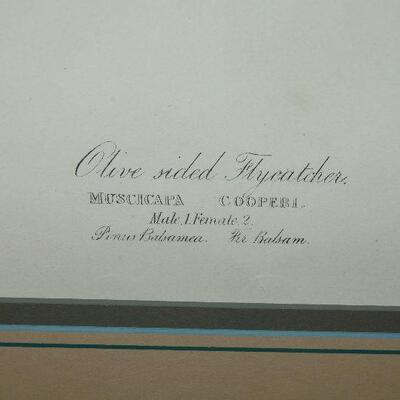 Olive sided Flycatcher.
MUSCICAPA COOPERI.
Male, 1. Female, 2.
Pinus Balsamea. Fir Balsam.